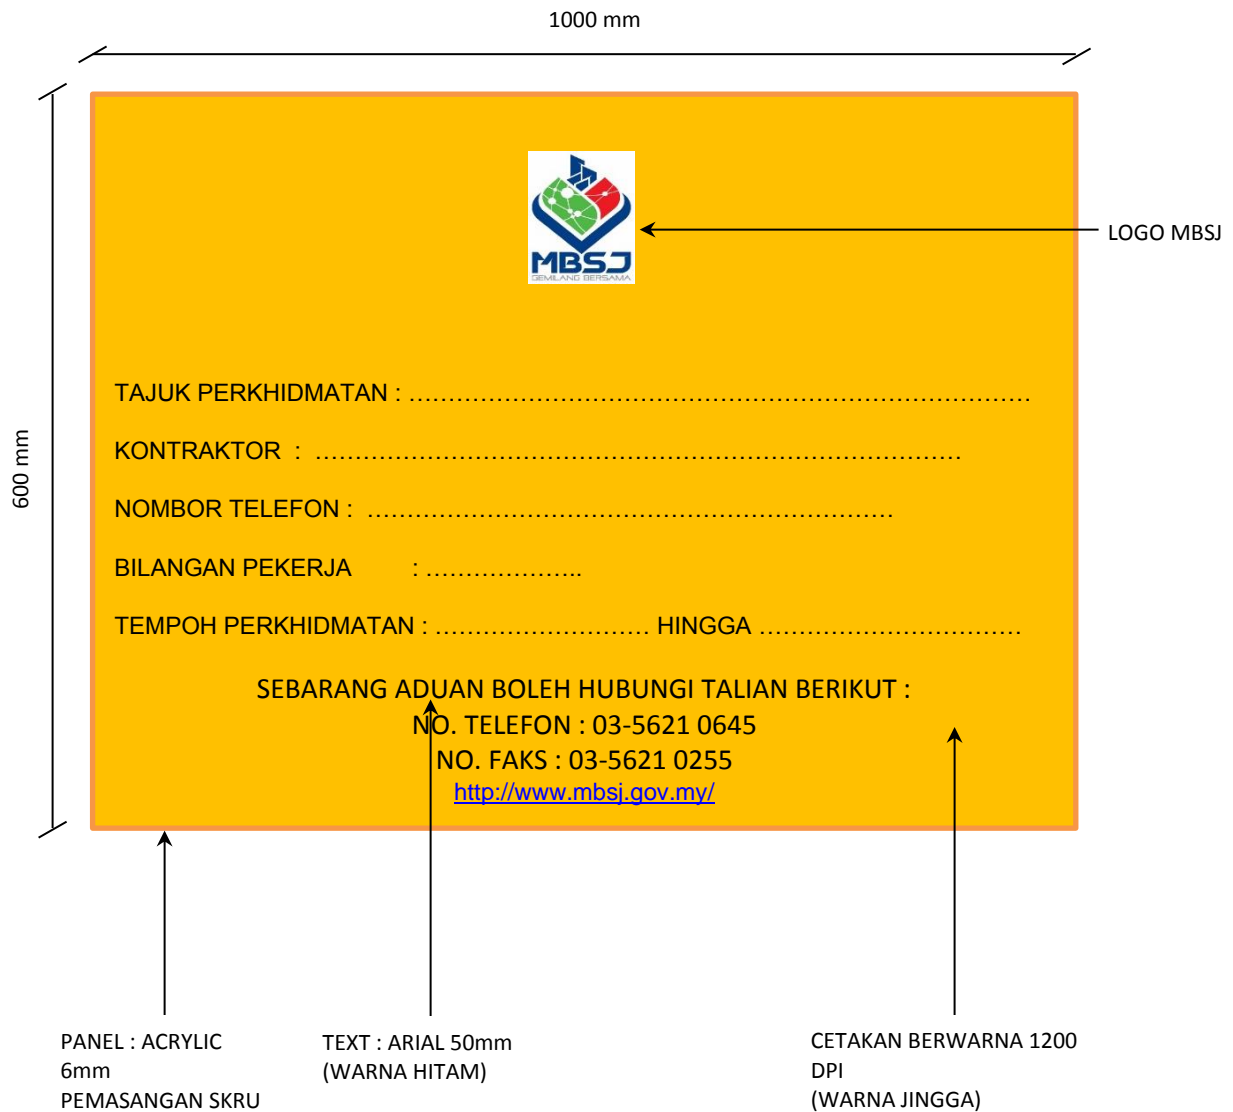 1000 mm
MBSJ
GEMILANG BERSAMA
LOGO MBSJ
600 mm
TAJUK PERKHIDMATAN : ……………………………………………………………………
KONTRAKTOR : ………………………………………………………………………
NOMBOR TELEFON : …………………………………………………………
BILANGAN PEKERJA : ………………..
TEMPOH PERKHIDMATAN : ……………………… HINGGA ……………………………
SEBARANG ADUAN BOLEH HUBUNGI TALIAN BERIKUT :
NO. TELEFON : 03-5621 0645
NO. FAKS : 03-5621 0255
http://www.mbsj.gov.my/
PANEL : ACRYLIC
6mm
PEMASANGAN SKRU
TEXT : ARIAL 50mm
(WARNA HITAM)
CETAKAN BERWARNA 1200
DPI
(WARNA JINGGA)